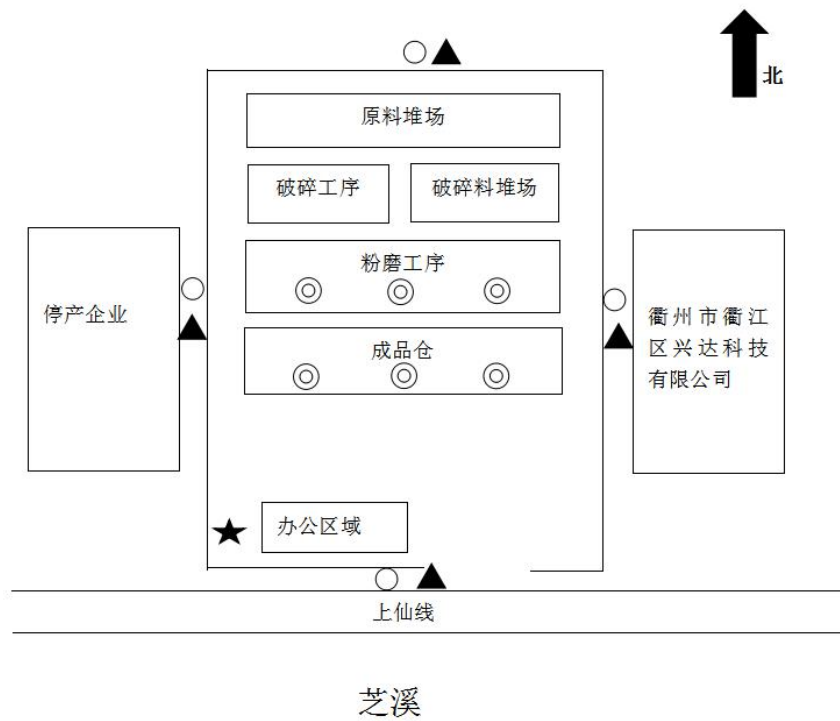 北
原料堆场
破碎工序
破碎料堆场
粉磨工序
停产企业
衢州市衢江
区兴达科技
有限公司
成品仓
办公区域
上仙线
芝溪